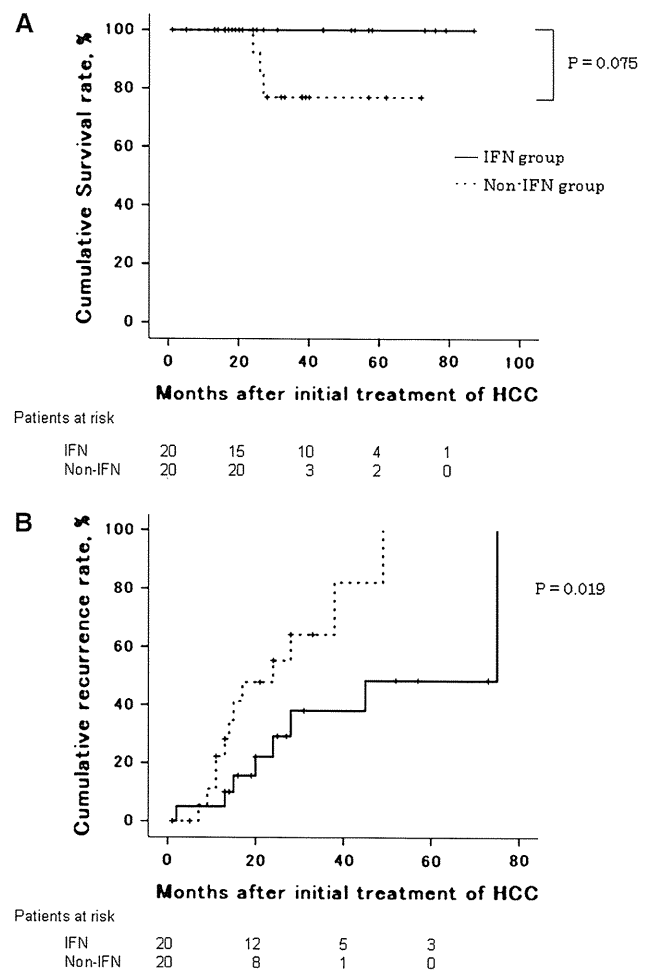 A
Cumulative Survival rate, %
100
80
60
40
20
0
P = 0.075
IFN group
Non-IFN group
0 20 40 60 80 100
Months after initial treatment of HCC
Patients at risk
IFN 20 15 10 4 1
Non-IFN 20 20 3 2 0
B
Cumulative recurrence rate, %
100
80
60
40
20
0
P = 0.019
0 20 40 60 80
Months after initial treatment of HCC
Patients at risk
IFN 20 12 5 3
Non-IFN 20 8 1 0